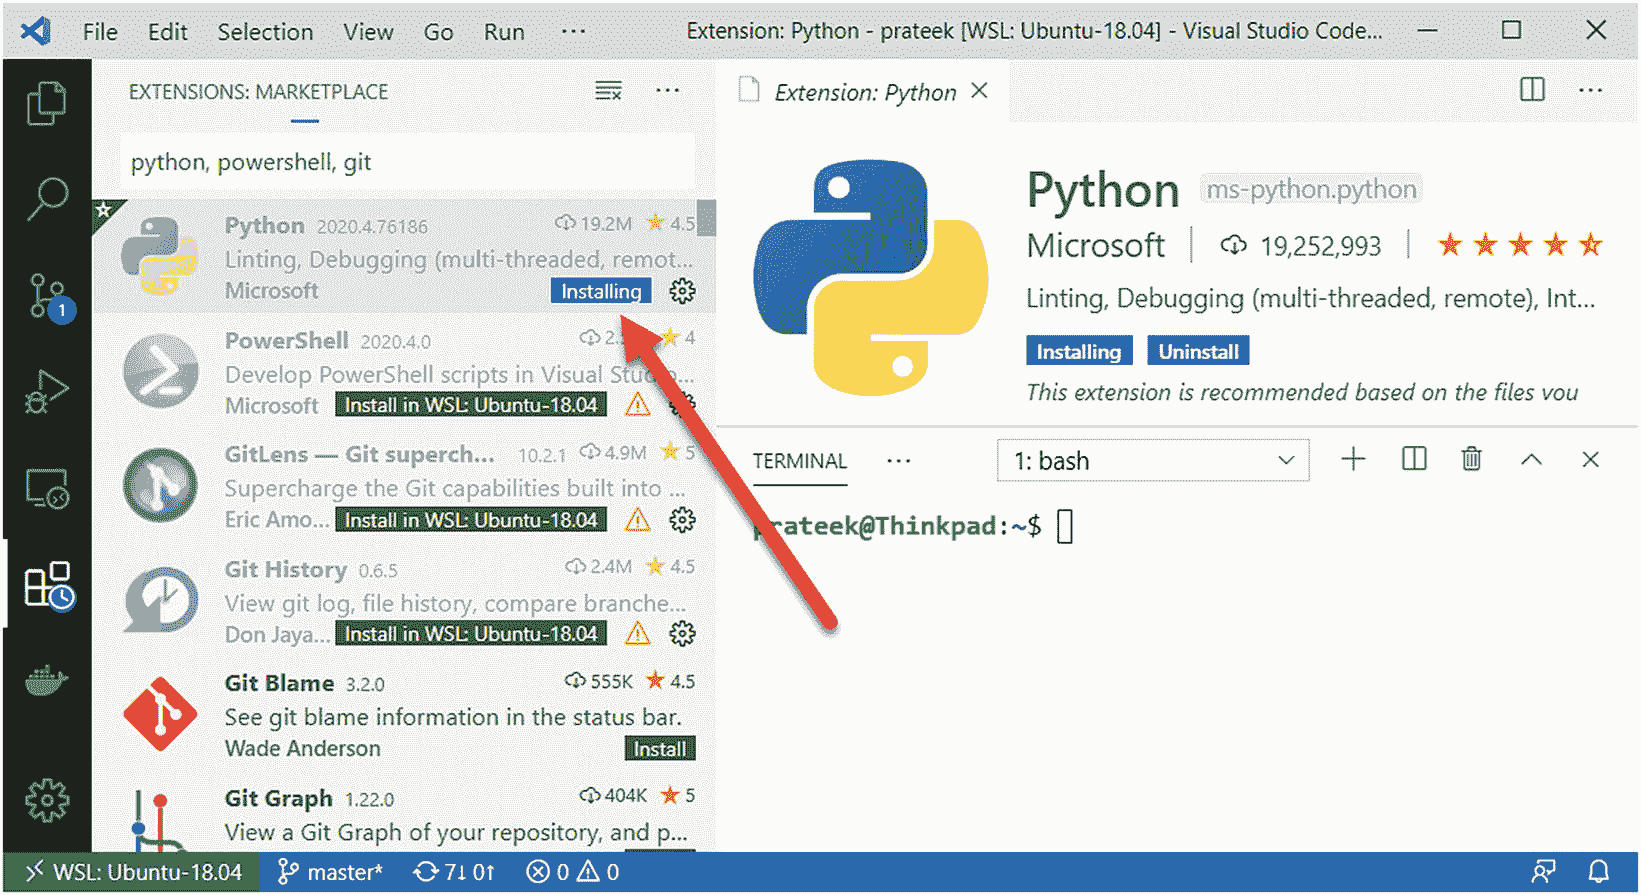 File Edit Selection View Go Run ···
Extension: Python - prateek [WSL: Ubuntu-18.04] - Visual Studio Code...
EXTENSIONS: MARKETPLACE
python, powershell, git
Python 2020.4.76186 19.2M 4.5
Linting, Debugging (multi-threaded, remot...
Microsoft Installing
PowerShell 2020.4.0 4
Develop PowerShell scripts in Visual Studio...
Microsoft Install in WSL: Ubuntu-18.04
GitLens — Git superch... 10.2.1 4.9M 5
Supercharge the Git capabilities built into ...
Eric Amo... Install in WSL: Ubuntu-18.04
Git History 0.6.5 2.4M 4.5
View git log, file history, compare branche...
Don Jaya... Install in WSL: Ubuntu-18.04
Git Blame 3.2.0 555K 4.5
See git blame information in the status bar.
Wade Anderson Install
Git Graph 1.22.0 404K 5
View a Git Graph of your repository, and p...
Extension: Python
Python ms-python.python
Microsoft 19,252,993
Linting, Debugging (multi-threaded, remote), Int...
Installing Uninstall
This extension is recommended based on the files you
TERMINAL ··· 1: bash
prateek@Thinkpad:~$
1
WSL: Ubuntu-18.04 master* 7↓ 0↑ 0 0